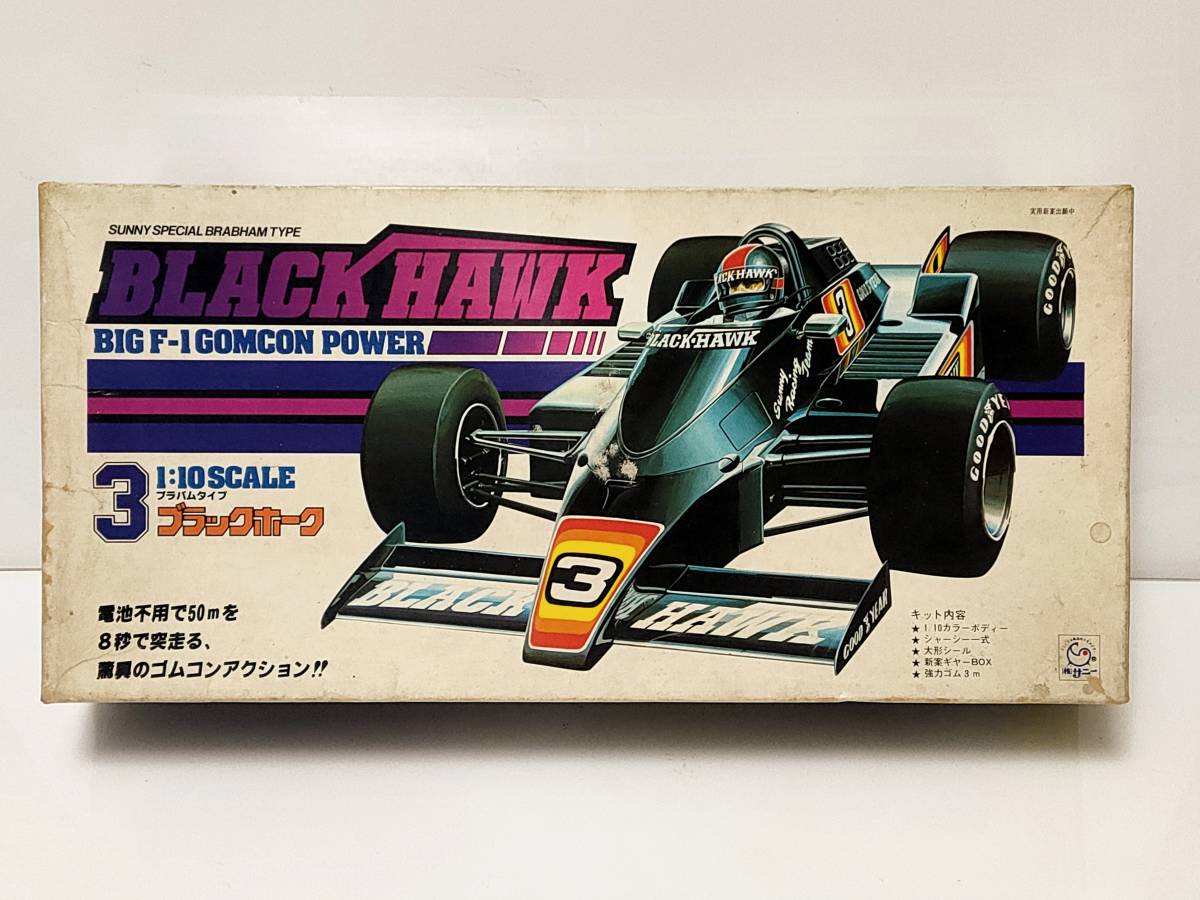 実用新案出願中
SUNNY SPECIAL BRABHAM TYPE
BLACK HAWK
BIG F-1 GOMCON POWER
3
1:10 SCALE
ブラバムタイプ
ブラックホーク
電池不用で50mを
8秒で突走る、
驚異のゴムコンアクション!!
BLACK HAWK
BLACK·HAWK
Sunny
Racing
Team
3
GOOD YEAR
GOOD YEAR
3
BLACK HAWK
GOOD YEAR
キット内容
★ 1/10カラーボディー
★ シャーシー一式
★ 大形シール
★ 新案ギヤーBOX
★ 強力ゴム3m
(株)サニー